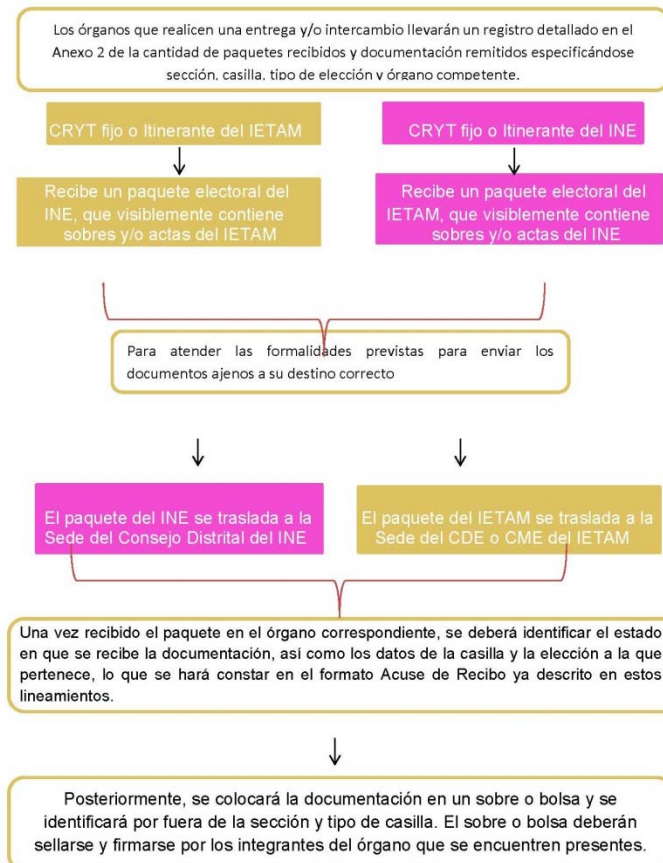 Los órganos que realicen una entrega y/o intercambio llevarán un registro detallado en el
Anexo 2 de la cantidad de paquetes recibidos y documentación remitidos especificándose
sección, casilla, tipo de elección y órgano competente.
CRYT fijo o Itinerante del IETAM
CRYT fijo o Itinerante del INE
Recibe un paquete electoral del
INE, que visiblemente contiene
sobres y/o actas del IETAM
Recibe un paquete electoral del
IETAM, que visiblemente contiene
sobres y/o actas del INE
Para atender las formalidades previstas para enviar los
documentos ajenos a su destino correcto
El paquete del INE se traslada a la
Sede del Consejo Distrital del INE
El paquete del IETAM se traslada a la
Sede del CDE o CME del IETAM
Una vez recibido el paquete en el órgano correspondiente, se deberá identificar el estado
en que se recibe la documentación, así como los datos de la casilla y la elección a la que
pertenece, lo que se hará constar en el formato Acuse de Recibo ya descrito en estos
lineamientos.
Posteriormente, se colocará la documentación en un sobre o bolsa y se
identificará por fuera de la sección y tipo de casilla. El sobre o bolsa deberán
sellarse y firmarse por los integrantes del órgano que se encuentren presentes.